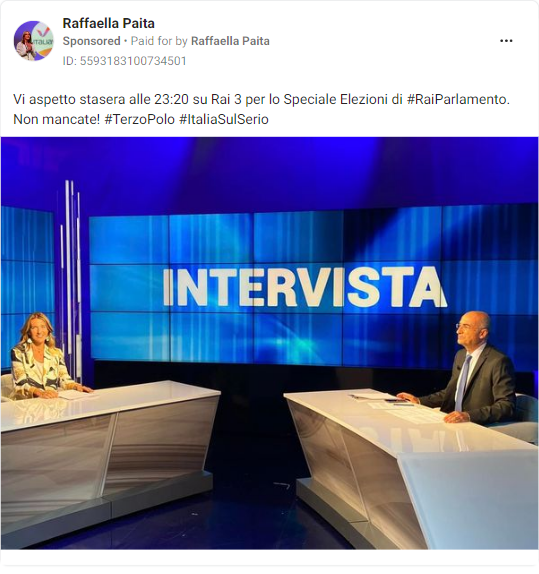 Raffaella Paita
Sponsored • Paid for by Raffaella Paita
ID: 5593183100734501
Vi aspetto stasera alle 23:20 su Rai 3 per lo Speciale Elezioni di #RaiParlamento.
Non mancate! #TerzoPolo #ItaliaSulSerio
INTERVISTA